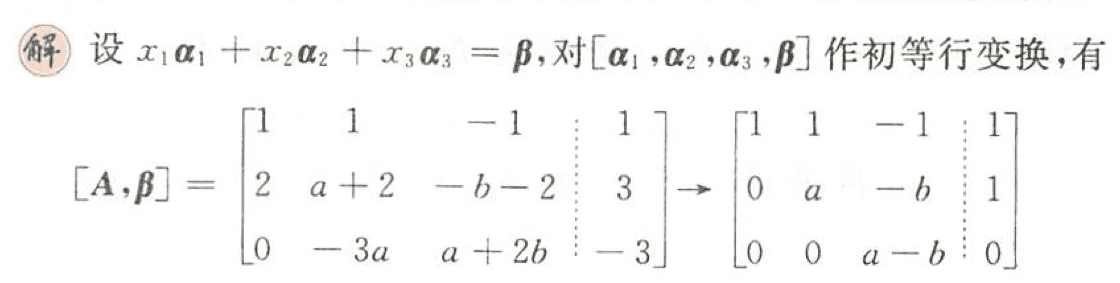 解 设 x₁α₁ + x₂α₂ + x₃α₃ = β,对[α₁,α₂,α₃,β]作初等行变换,有
[A,β] = [1 1 −1 ⋮ 1; 2 a+2 −b−2 ⋮ 3; 0 −3a a+2b ⋮ −3] → [1 1 −1 ⋮ 1; 0 a −b ⋮ 1; 0 0 a−b ⋮ 0]